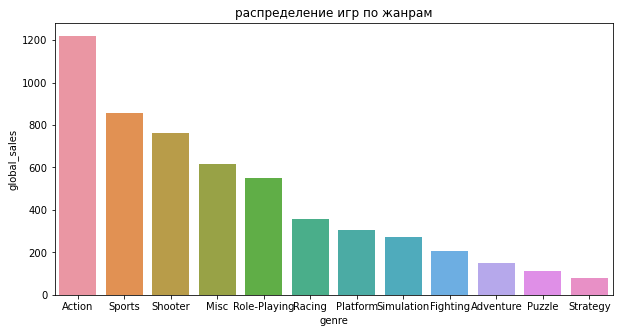 распределение игр по жанрам
global_sales
1200
1000
800
600
400
200
0
Action Sports Shooter Misc Role-Playing Racing Platform Simulation Fighting Adventure Puzzle Strategy
genre